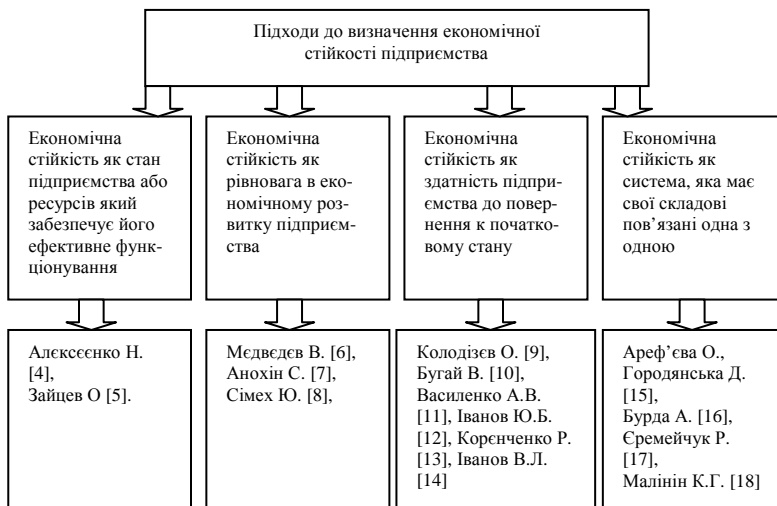 Підходи до визначення економічної
стійкості підприємства
Економічна
стійкість як стан
підприємства або
ресурсів який
забезпечує його
ефективне функ-
ціонування
Економічна
стійкість як
рівновага в еко-
номічному роз-
витку підприєм-
ства
Економічна
стійкість як
здатність підпри-
ємства до повер-
нення к початко-
вому стану
Економічна
стійкість як
система, яка має
свої складові
пов’язані одна з
одною
Алєксєєнко Н.
[4],
Зайцев О [5].
Мєдвєдєв В. [6],
Анохін С. [7],
Сімех Ю. [8],
Колодізєв О. [9],
Бугай В. [10],
Василенко А.В.
[11], Іванов Ю.Б.
[12], Корєнченко Р.
[13], Іванов В.Л.
[14]
Ареф’єва О.,
Городянська Д.
[15],
Бурда А. [16],
Єремейчук Р.
[17],
Малінін К.Г. [18]